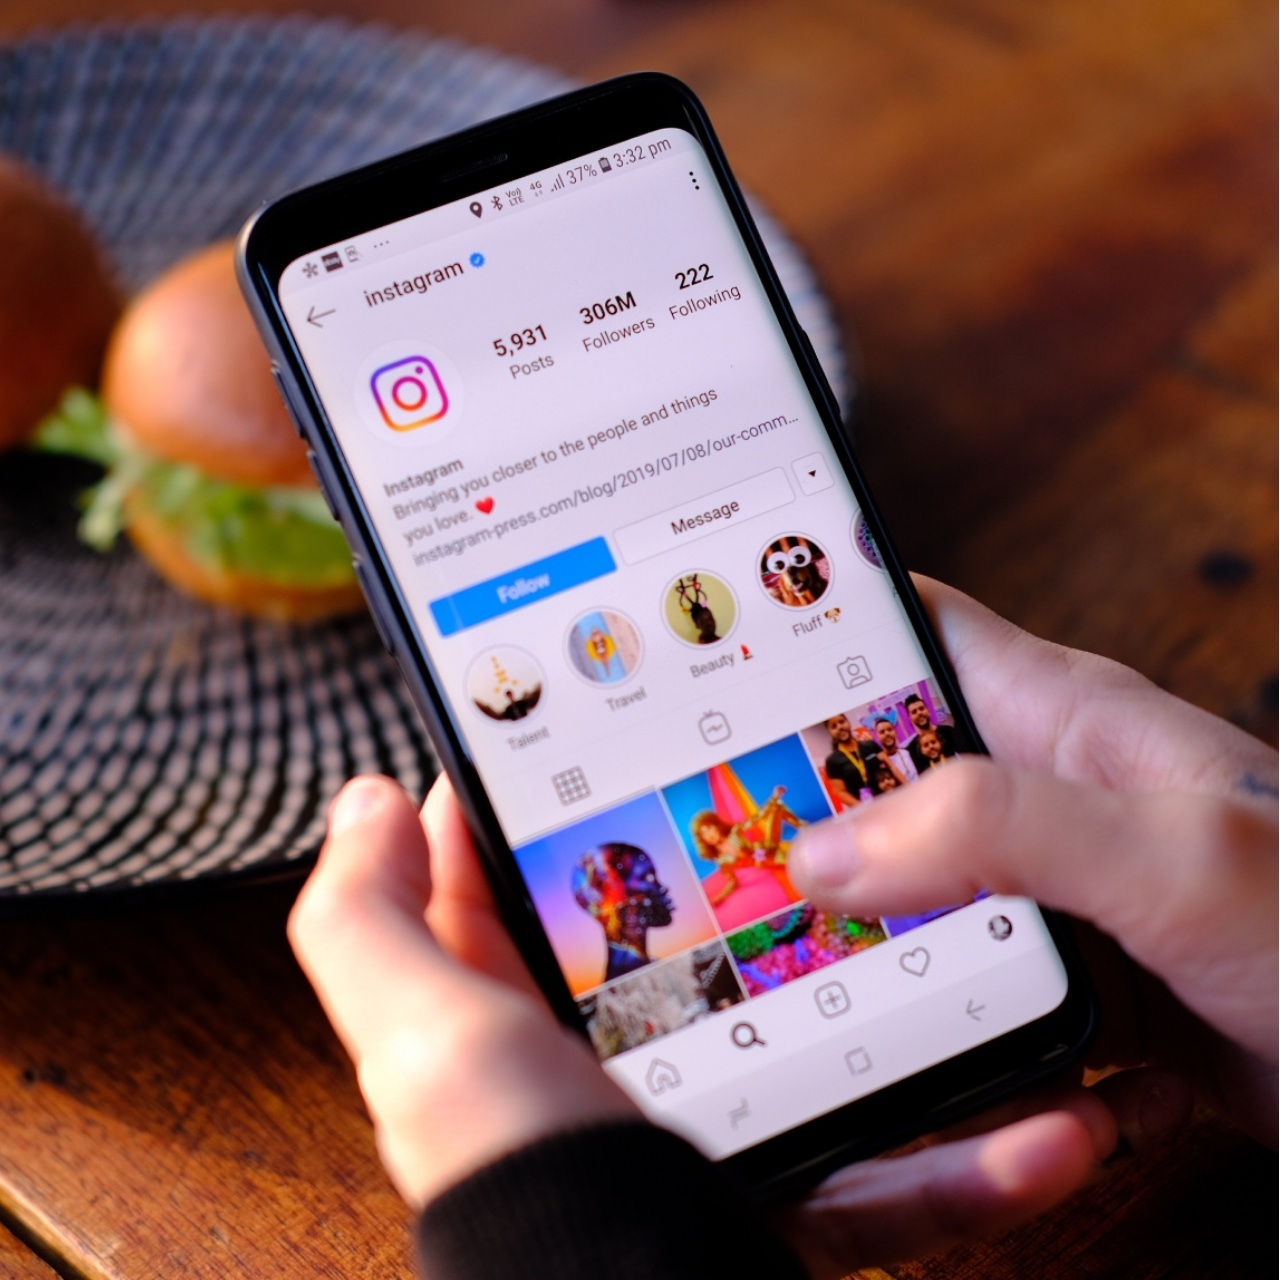 Vo) 4G 37% 3:32 pm
LTE
instagram
5,931 306M 222
Posts Followers Following
Instagram
Bringing you closer to the people and things
you love. ❤️
instagram-press.com/blog/2019/07/08/our-comm...
Follow Message
Talent Travel Beauty 💄 Fluff 🐶